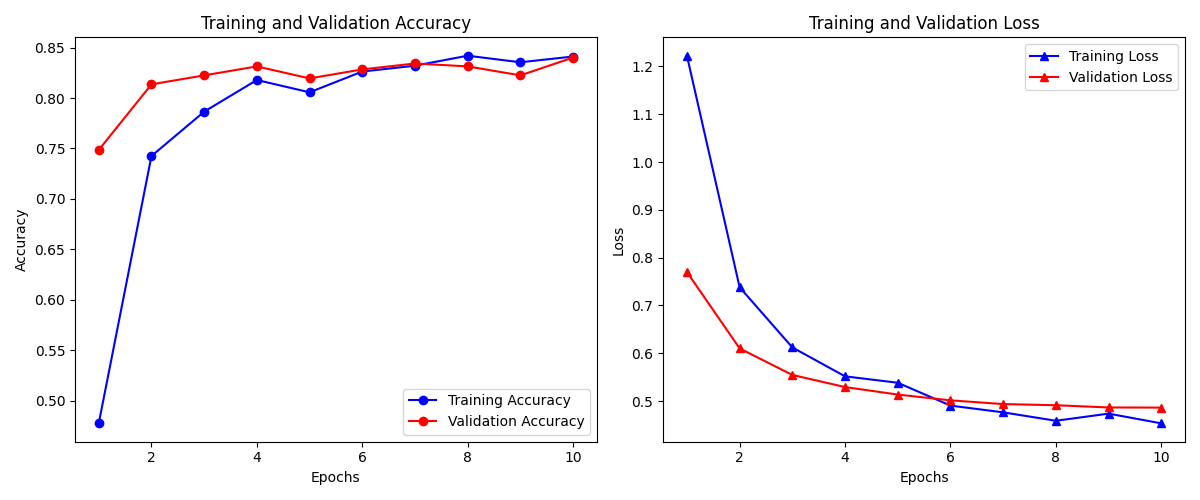 Training and Validation Accuracy
0.85
0.80
0.75
0.70
0.65
0.60
0.55
0.50
Accuracy
2
4
6
8
10
Epochs
Training Accuracy
Validation Accuracy
Training and Validation Loss
1.2
1.1
1.0
0.9
0.8
0.7
0.6
0.5
Loss
2
4
6
8
10
Epochs
Training Loss
Validation Loss